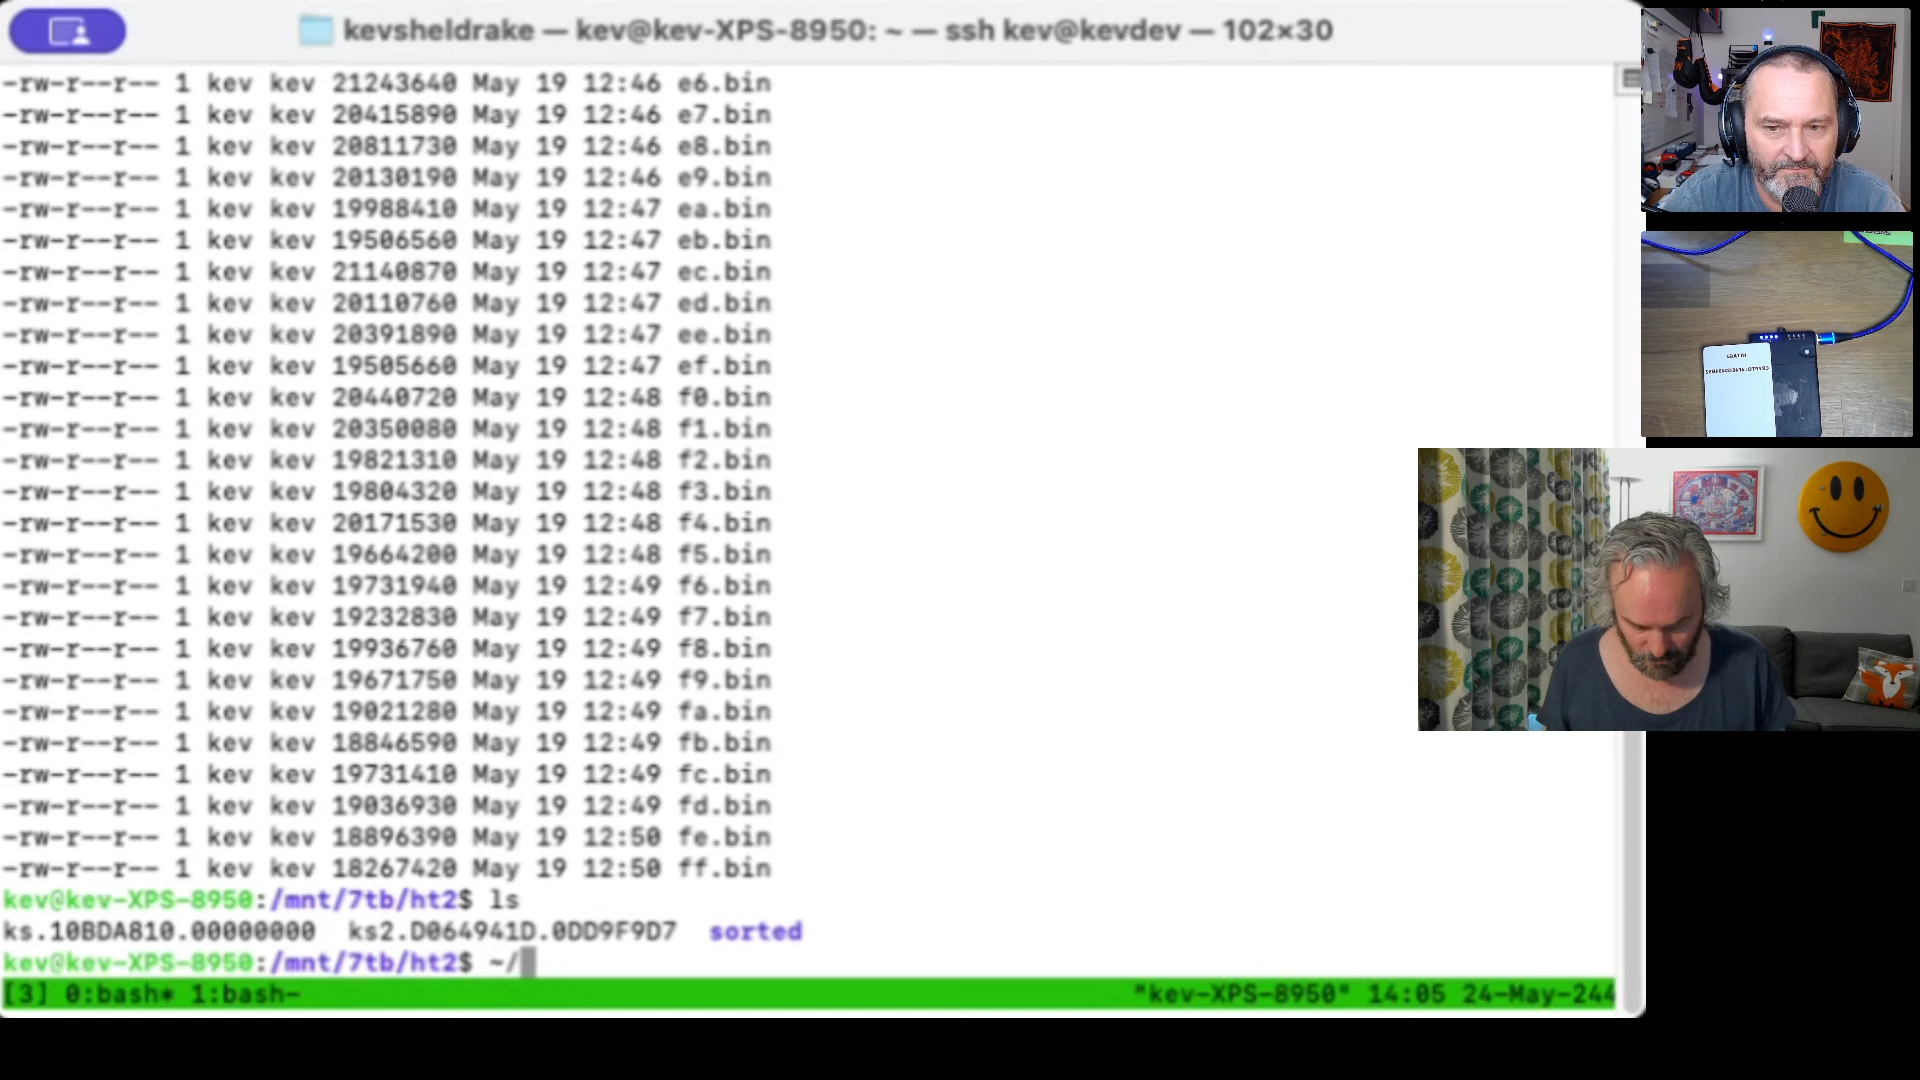 kevsheldrake — kev@kev-XPS-8950: ~ — ssh kev@kevdev — 102×30
-rw-r--r-- 1 kev kev 21243640 May 19 12:46 e6.bin
-rw-r--r-- 1 kev kev 20415890 May 19 12:46 e7.bin
-rw-r--r-- 1 kev kev 20811730 May 19 12:46 e8.bin
-rw-r--r-- 1 kev kev 20130190 May 19 12:46 e9.bin
-rw-r--r-- 1 kev kev 19988410 May 19 12:47 ea.bin
-rw-r--r-- 1 kev kev 19506560 May 19 12:47 eb.bin
-rw-r--r-- 1 kev kev 21140870 May 19 12:47 ec.bin
-rw-r--r-- 1 kev kev 20110760 May 19 12:47 ed.bin
-rw-r--r-- 1 kev kev 20391890 May 19 12:47 ee.bin
-rw-r--r-- 1 kev kev 19505660 May 19 12:47 ef.bin
-rw-r--r-- 1 kev kev 20440720 May 19 12:48 f0.bin
-rw-r--r-- 1 kev kev 20350080 May 19 12:48 f1.bin
-rw-r--r-- 1 kev kev 19821310 May 19 12:48 f2.bin
-rw-r--r-- 1 kev kev 19804320 May 19 12:48 f3.bin
-rw-r--r-- 1 kev kev 20171530 May 19 12:48 f4.bin
-rw-r--r-- 1 kev kev 19664200 May 19 12:48 f5.bin
-rw-r--r-- 1 kev kev 19731940 May 19 12:49 f6.bin
-rw-r--r-- 1 kev kev 19232830 May 19 12:49 f7.bin
-rw-r--r-- 1 kev kev 19936760 May 19 12:49 f8.bin
-rw-r--r-- 1 kev kev 19671750 May 19 12:49 f9.bin
-rw-r--r-- 1 kev kev 19021280 May 19 12:49 fa.bin
-rw-r--r-- 1 kev kev 18846590 May 19 12:49 fb.bin
-rw-r--r-- 1 kev kev 19731410 May 19 12:49 fc.bin
-rw-r--r-- 1 kev kev 19036930 May 19 12:49 fd.bin
-rw-r--r-- 1 kev kev 18896390 May 19 12:50 fe.bin
-rw-r--r-- 1 kev kev 18267420 May 19 12:50 ff.bin
kev@kev-XPS-8950:/mnt/7tb/ht2$ ls
ks.10BDA810.00000000 ks2.D064941D.0DD9F9D7 sorted
kev@kev-XPS-8950:/mnt/7tb/ht2$ ~/
[3] 0:bash* 1:bash- "kev-XPS-8950" 14:05 24-May-244
HITAG2